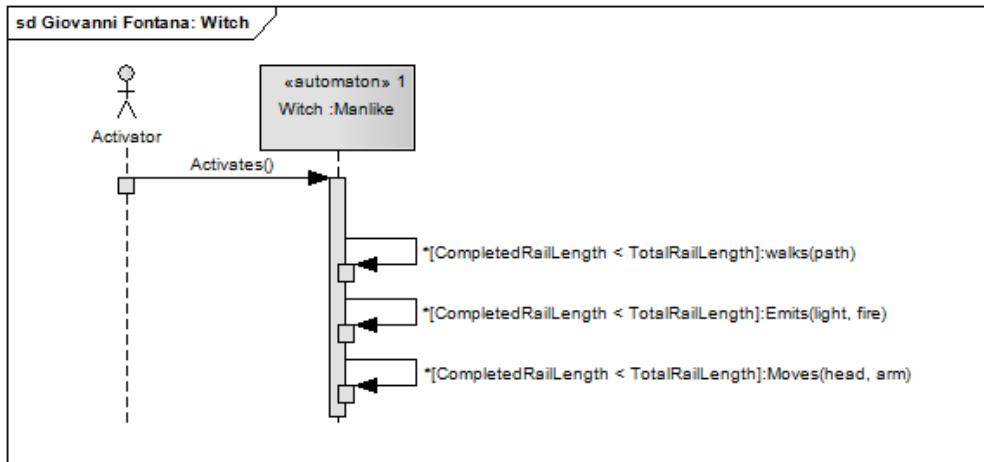 sd Giovanni Fontana: Witch
«automaton» 1
Witch :Manlike
Activator
Activates()
*[CompletedRailLength < TotalRailLength]:walks(path)
*[CompletedRailLength < TotalRailLength]:Emits(light, fire)
*[CompletedRailLength < TotalRailLength]:Moves(head, arm)